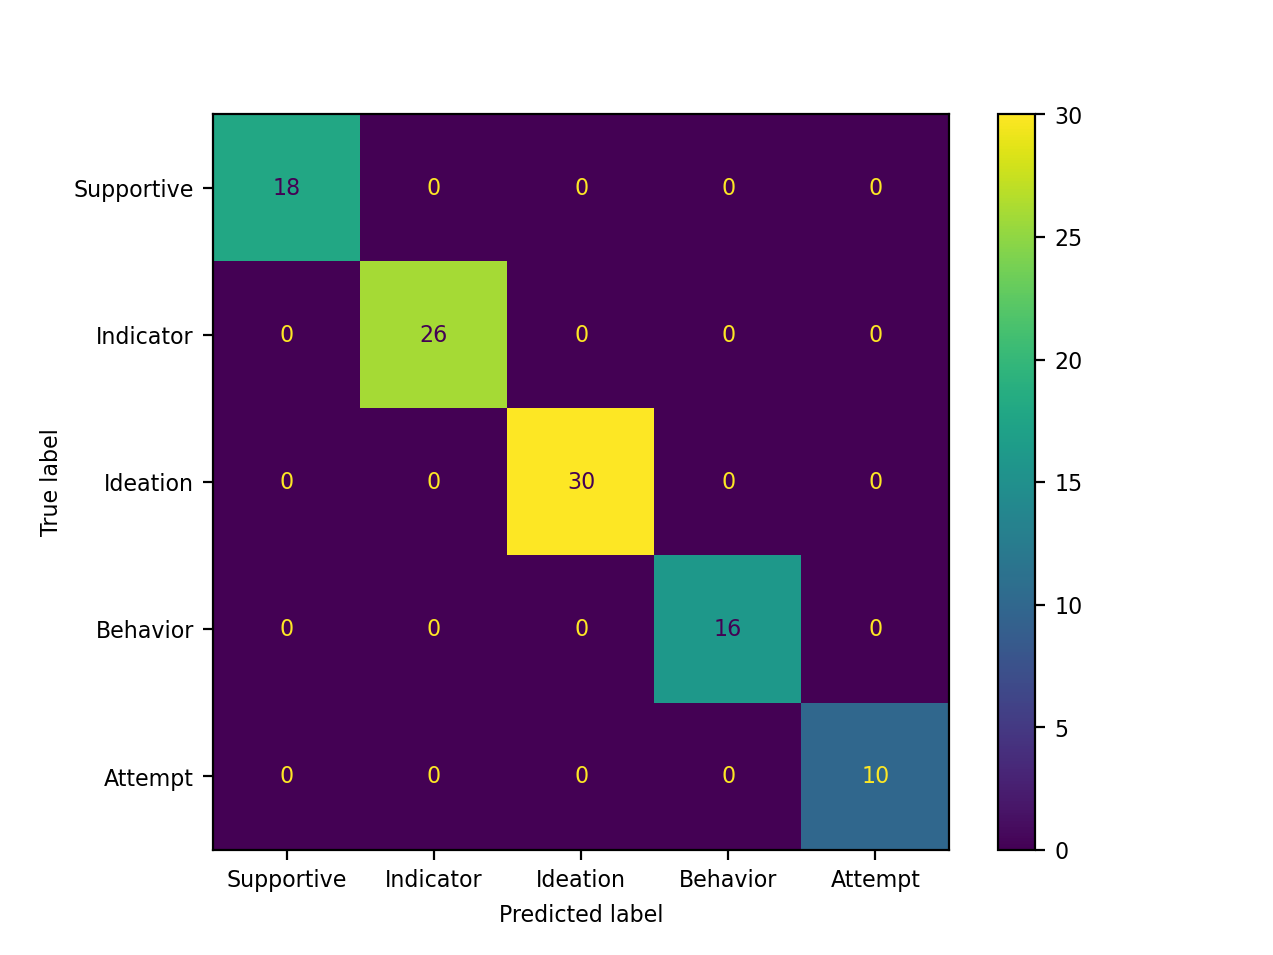 Supportive 18 0 0 0 0
Indicator 0 26 0 0 0
Ideation 0 0 30 0 0
Behavior 0 0 0 16 0
Attempt 0 0 0 0 10
Supportive Indicator Ideation Behavior Attempt
Predicted label
True label
30
25
20
15
10
5
0